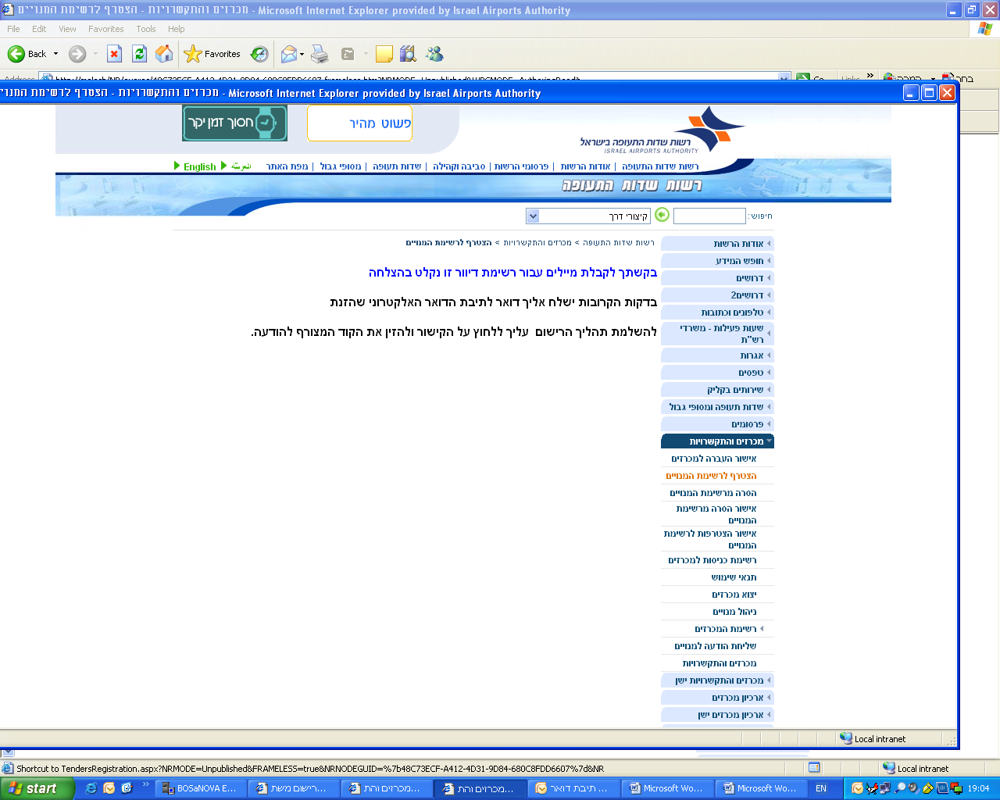 מכרזים והתקשרויות - הצטרף לרשימת המנויים - Microsoft Internet Explorer provided by Israel Airports Authority
File Edit View Favorites Tools Help
Back Favorites
Address Go Links
מכרזים והתקשרויות - הצטרף לרשימת המנויים - Microsoft Internet Explorer provided by Israel Airports Authority
חסוך זמן יקר
פשוט מהיר
רשות שדות התעופה בישראל
ISRAEL AIRPORTS AUTHORITY
רשות שדות התעופה | אודות הרשות | פרסומי הרשות | סביבה וקהילה | שדות תעופה | מסופי גבול | מפת האתר
العربيّة English
רשות שדות התעופה
חיפוש:
קיצורי דרך
רשות שדות התעופה > מכרזים והתקשרויות > הצטרף לרשימת המנויים
בקשתך לקבלת מיילים עבור רשימת דיוור זו נקלט בהצלחה
בדקות הקרובות ישלח אליך דואר לתיבת הדואר האלקטרוני שהזנת
להשלמת תהליך הרישום עליך ללחוץ על הקישור ולהזין את הקוד המצורף להודעה.
אודות הרשות
חופש המידע
דרושים
דרושים2
טלפונים וכתובות
שעות פעילות - משרדי
רש"ת
אגרות
טפסים
שירותים בקליק
שדות תעופה ומסופי גבול
פרסומים
מכרזים והתקשרויות
אישור העברה למכרזים
הצטרף לרשימת המנויים
הסרה מרשימת המנויים
אישור הסרה מרשימת
המנויים
אישור הצטרפות לרשימת
המנויים
רשימת כניסות למכרזים
תנאי שימוש
יצוא מכרזים
ניהול מנויים
רשימת המכרזים
שליחת הודעה למנויים
מכרזים והתקשרויות
מכרזים והתקשרויות ישן
ארכיון מכרזים
ארכיון מכרזים ישן
Local intranet
Shortcut to TendersRegistration.aspx?NRMODE=Unpublished&FRAMELESS=true&NRNODEGUID=%7b48C73ECF-A412-4D31-9D84-680C8FDD6607%7d&NR
Local intranet
start
BOSaNOVA E...
רישום משת...
מכרזים והת...
מכרזים והת...
תיבת דואר ...
Microsoft Wo...
Microsoft Wo...
EN
19:04